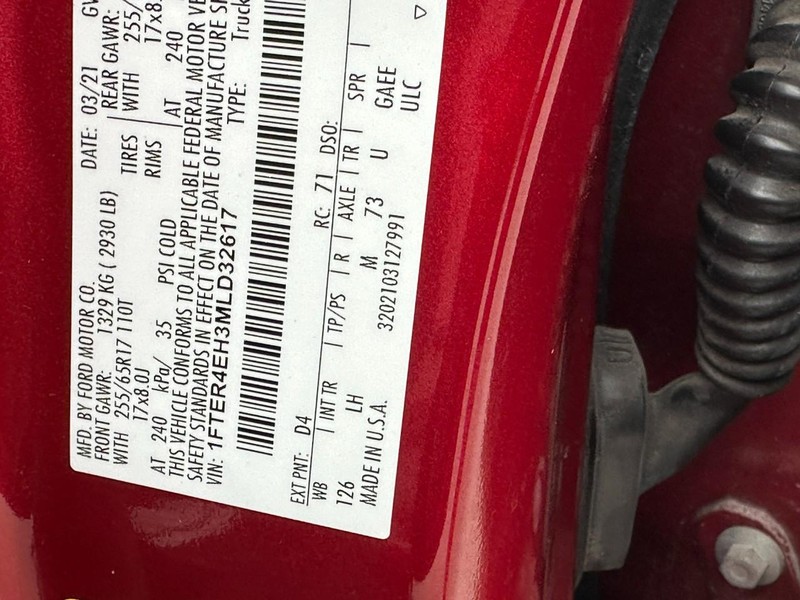 MFD. BY FORD MOTOR CO. DATE: 03/21
FRONT GAWR: 1329 KG ( 2930 LB) REAR GAWR:
WITH 255/65R17 110T TIRES WITH 255/
17x8.0J RIMS 17x8.
AT 240 kPa/ 35 PSI COLD AT 240
THIS VEHICLE CONFORMS TO ALL APPLICABLE FEDERAL MOTOR
SAFETY STANDARDS IN EFFECT ON THE DATE OF MANUFACTURE
VIN: 1FTER4EH3MLD32617 TYPE: Truck
EXT PNT: D4 RC: 71 DSO:
WB | INT TR | TP/PS | R | AXLE | TR | SPR |
126 LH M 73 U GAEE
MADE IN U.S.A. 3202103127991 ULC